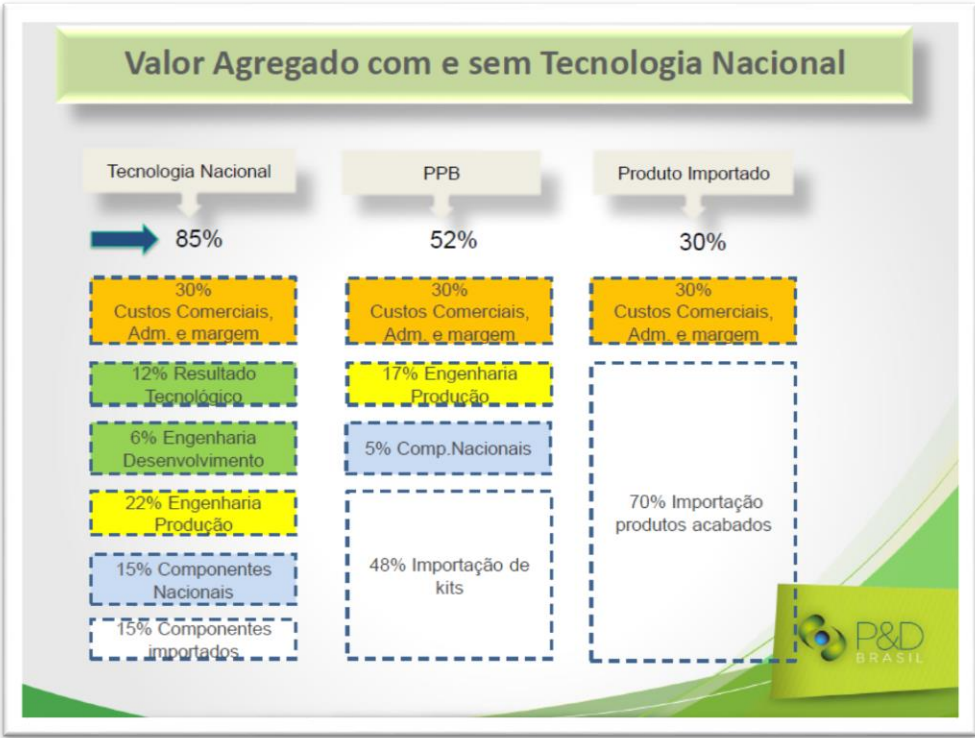 Valor Agregado com e sem Tecnologia Nacional
Tecnologia Nacional
85%
30%
Custos Comerciais,
Adm. e margem
12% Resultado
Tecnológico
6% Engenharia
Desenvolvimento
22% Engenharia
Produção
15% Componentes
Nacionais
15% Componentes
importados
PPB
52%
30%
Custos Comerciais,
Adm. e margem
17% Engenharia
Produção
5% Comp.Nacionais
48% Importação de
kits
Produto Importado
30%
30%
Custos Comerciais,
Adm. e margem
70% Importação
produtos acabados
P&D
BRASIL